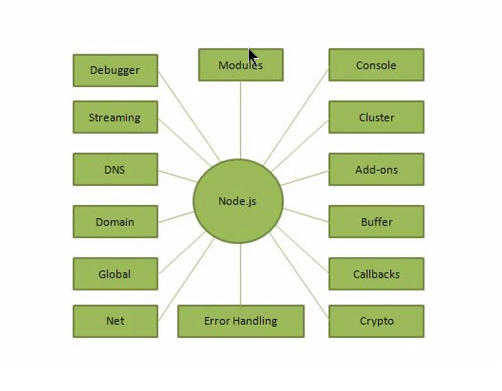 Debugger
Modules
Console
Streaming
Cluster
DNS
Add-ons
Node.js
Domain
Buffer
Global
Callbacks
Net
Error Handling
Crypto